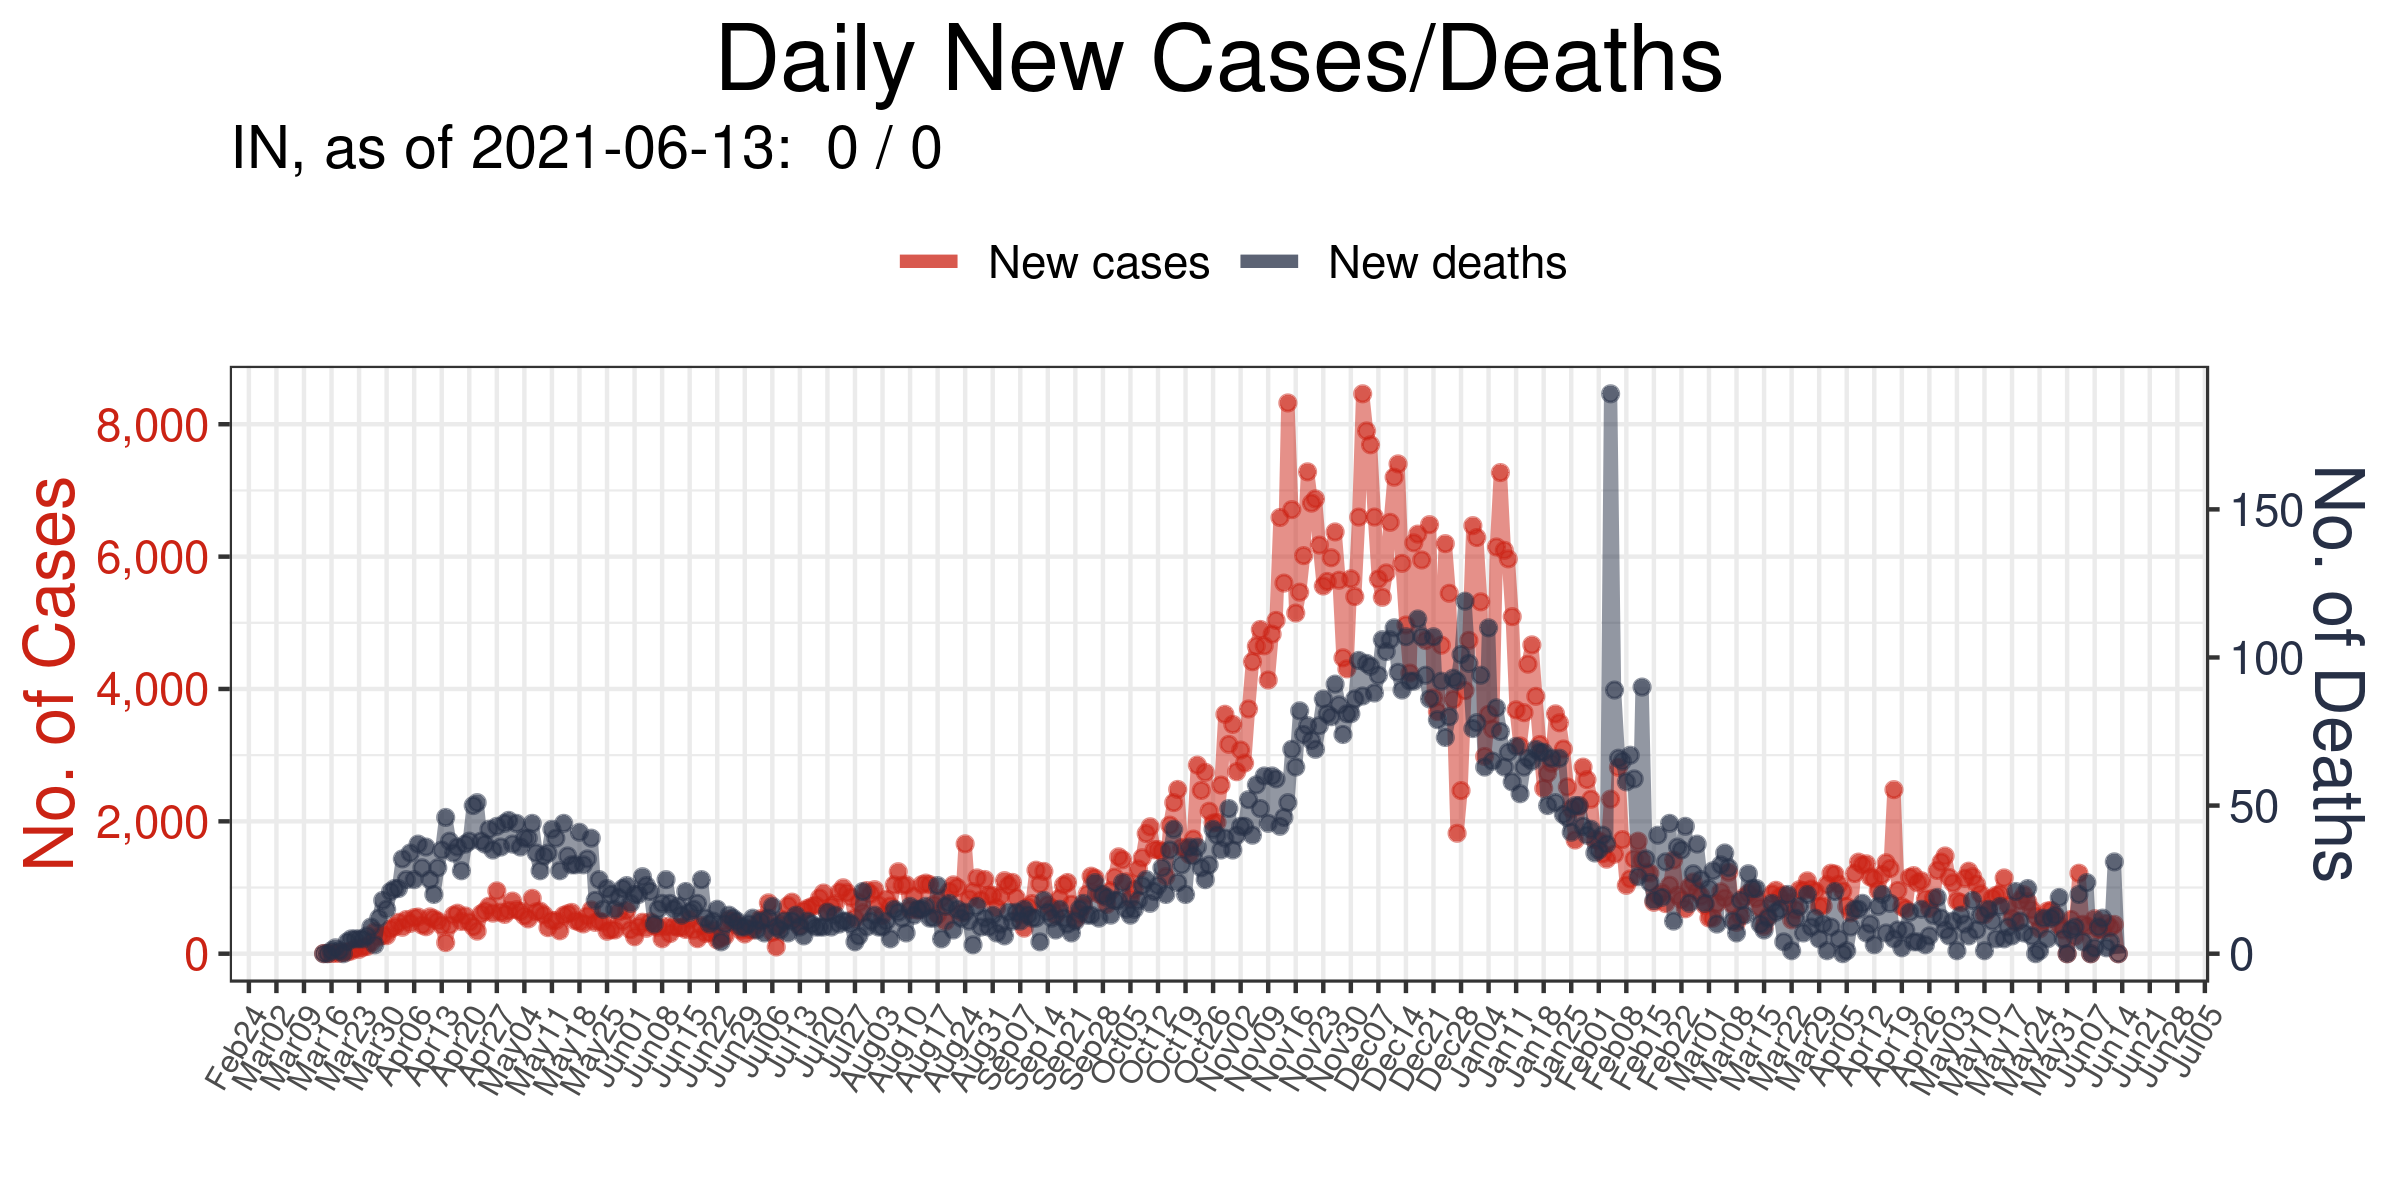 Daily New Cases/Deaths
IN, as of 2021-06-13:  0 / 0
New cases New deaths
No. of Cases
8,000
6,000
4,000
2,000
0
No. of Deaths
150
100
50
0
Feb24 Mar02 Mar09 Mar16 Mar23 Mar30 Apr06 Apr13 Apr20 Apr27 May04 May11 May18 May25 Jun01 Jun08 Jun15 Jun22 Jun29 Jul06 Jul13 Jul20 Jul27 Aug03 Aug10 Aug17 Aug24 Aug31 Sep07 Sep14 Sep21 Sep28 Oct05 Oct12 Oct19 Oct26 Nov02 Nov09 Nov16 Nov23 Nov30 Dec07 Dec14 Dec21 Dec28 Jan04 Jan11 Jan18 Jan25 Feb01 Feb08 Feb15 Feb22 Mar01 Mar08 Mar15 Mar22 Mar29 Apr05 Apr12 Apr19 Apr26 May03 May10 May17 May24 May31 Jun07 Jun14 Jun21 Jun28 Jul05